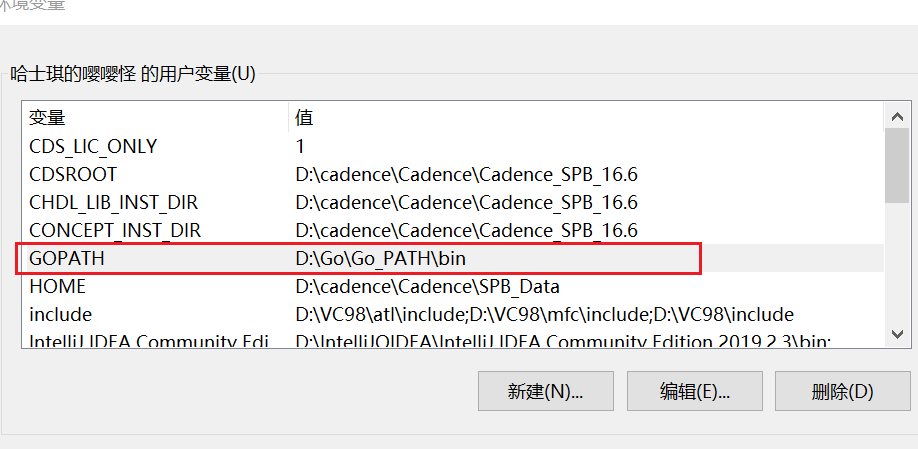 环境变量
哈士琪的嘤嘤怪 的用户变量(U)
变量 值
CDS_LIC_ONLY 1
CDSROOT D:\cadence\Cadence\Cadence_SPB_16.6
CHDL_LIB_INST_DIR D:\cadence\Cadence\Cadence_SPB_16.6
CONCEPT_INST_DIR D:\cadence\Cadence\Cadence_SPB_16.6
GOPATH D:\Go\Go_PATH\bin
HOME D:\cadence\Cadence\SPB_Data
include D:\VC98\atl\include;D:\VC98\mfc\include;D:\VC98\include
IntelliJ IDEA Community Edi... D:\IntelliJOIDEA\IntelliJ IDEA Community Edition 2019.2.3\bin;
新建(N)... 编辑(E)... 删除(D)